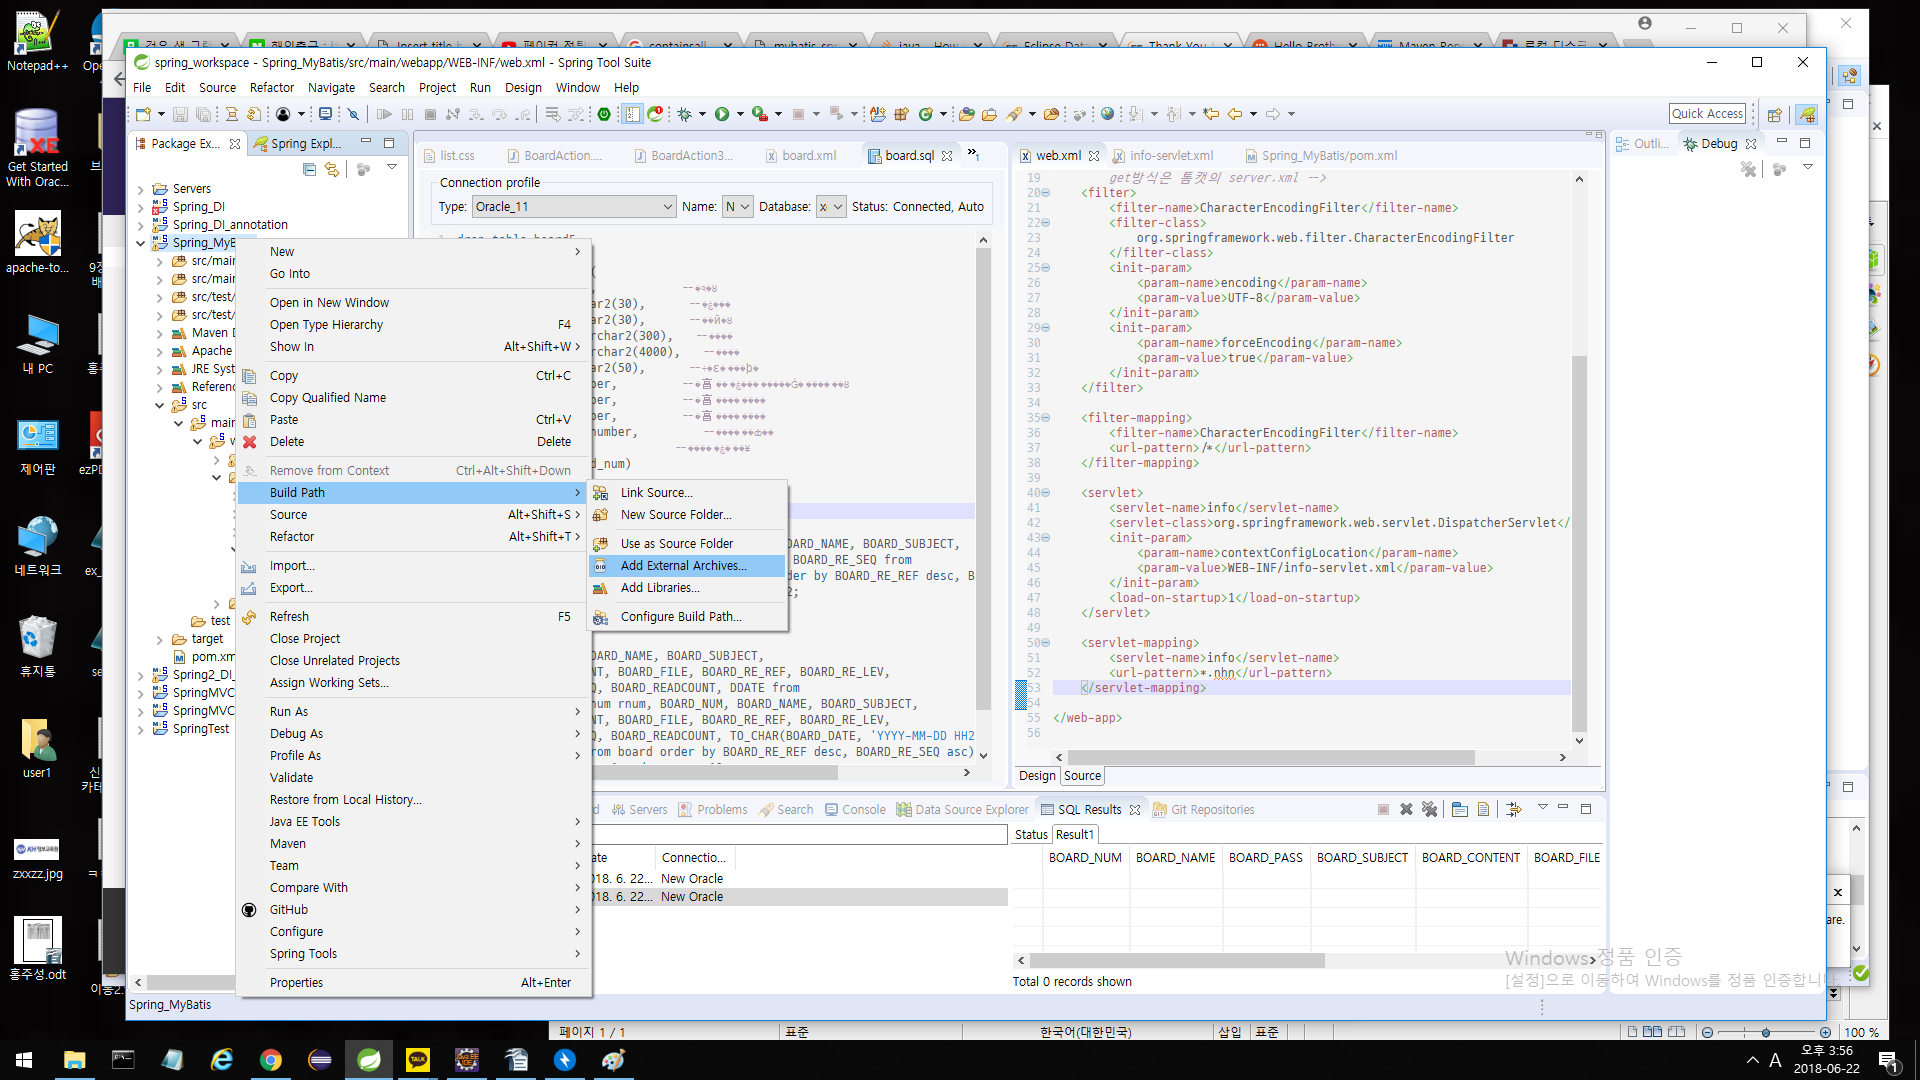 Notepad++
Get Started
With Orac...
apache-to...
내 PC
제어판
네트워크
휴지통
user1
zxxzz.jpg
홍주성.odt
spring_workspace - Spring_MyBatis/src/main/webapp/WEB-INF/web.xml - Spring Tool Suite
File Edit Source Refactor Navigate Search Project Run Design Window Help
Quick Access
Package Ex...
Spring Expl...
Servers
Spring_DI
Spring_DI_annotation
Spring_MyB
src/mai
src/mai
src/test/
src/test/
Maven D
Apache
JRE Syst
Referenc
src
main
w
test
target
pom.xm
Spring2_DI_
SpringMVC
SpringMVC
SpringTest
New
Go Into
Open in New Window
Open Type Hierarchy F4
Show In Alt+Shift+W
Copy Ctrl+C
Copy Qualified Name
Paste Ctrl+V
Delete Delete
Remove from Context Ctrl+Alt+Shift+Down
Build Path
Source Alt+Shift+S
Refactor Alt+Shift+T
Import...
Export...
Refresh F5
Close Project
Close Unrelated Projects
Assign Working Sets...
Run As
Debug As
Profile As
Validate
Restore from Local History...
Java EE Tools
Maven
Team
Compare With
GitHub
Configure
Spring Tools
Properties Alt+Enter
Link Source...
New Source Folder...
Use as Source Folder
Add External Archives...
Add Libraries...
Configure Build Path...
list.css BoardAction.... BoardAction3... board.xml board.sql
Connection profile
Type: Oracle_11 Name: N Database: x Status: Connected, Auto
ar2(30),
ar2(30),
rchar2(300),
rchar2(4000),
ar2(50),
ber,
ber,
ber,
number,
d_num)
OARD_NAME, BOARD_SUBJECT,
BOARD_RE_SEQ from
der by BOARD_RE_REF desc, B
2;
OARD_NAME, BOARD_SUBJECT,
NT, BOARD_FILE, BOARD_RE_REF, BOARD_RE_LEV,
Q, BOARD_READCOUNT, DDATE from
num rnum, BOARD_NUM, BOARD_NAME, BOARD_SUBJECT,
NT, BOARD_FILE, BOARD_RE_REF, BOARD_RE_LEV,
Q, BOARD_READCOUNT, TO_CHAR(BOARD_DATE, 'YYYY-MM-DD HH2
rom board order by BOARD_RE_REF desc, BOARD_RE_SEQ asc)
web.xml info-servlet.xml Spring_MyBatis/pom.xml
19 get방식은 톰캣의 server.xml -->
20 <filter>
21 <filter-name>CharacterEncodingFilter</filter-name>
22 <filter-class>
23 org.springframework.web.filter.CharacterEncodingFilter
24 </filter-class>
25 <init-param>
26 <param-name>encoding</param-name>
27 <param-value>UTF-8</param-value>
28 </init-param>
29 <init-param>
30 <param-name>forceEncoding</param-name>
31 <param-value>true</param-value>
32 </init-param>
33 </filter>
34
35 <filter-mapping>
36 <filter-name>CharacterEncodingFilter</filter-name>
37 <url-pattern>/*</url-pattern>
38 </filter-mapping>
39
40 <servlet>
41 <servlet-name>info</servlet-name>
42 <servlet-class>org.springframework.web.servlet.DispatcherServlet</
43 <init-param>
44 <param-name>contextConfigLocation</param-name>
45 <param-value>WEB-INF/info-servlet.xml</param-value>
46 </init-param>
47 <load-on-startup>1</load-on-startup>
48 </servlet>
49
50 <servlet-mapping>
51 <servlet-name>info</servlet-name>
52 <url-pattern>*.nhn</url-pattern>
53 </servlet-mapping>
54
55 </web-app>
56
Design Source
Outli... Debug
Servers Problems Search Console Data Source Explorer SQL Results Git Repositories
Status Result1
ate Connectio...
018. 6. 22... New Oracle
018. 6. 22... New Oracle
BOARD_NUM BOARD_NAME BOARD_PASS BOARD_SUBJECT BOARD_CONTENT BOARD_FILE
Total 0 records shown
Windows 정품 인증
[설정]으로 이동하여 Windows를 정품 인증합니다.
Spring_MyBatis
페이지 1 / 1 표준 한국어(대한민국) 삽입 표준 100 %
A
오후 3:56
2018-06-22